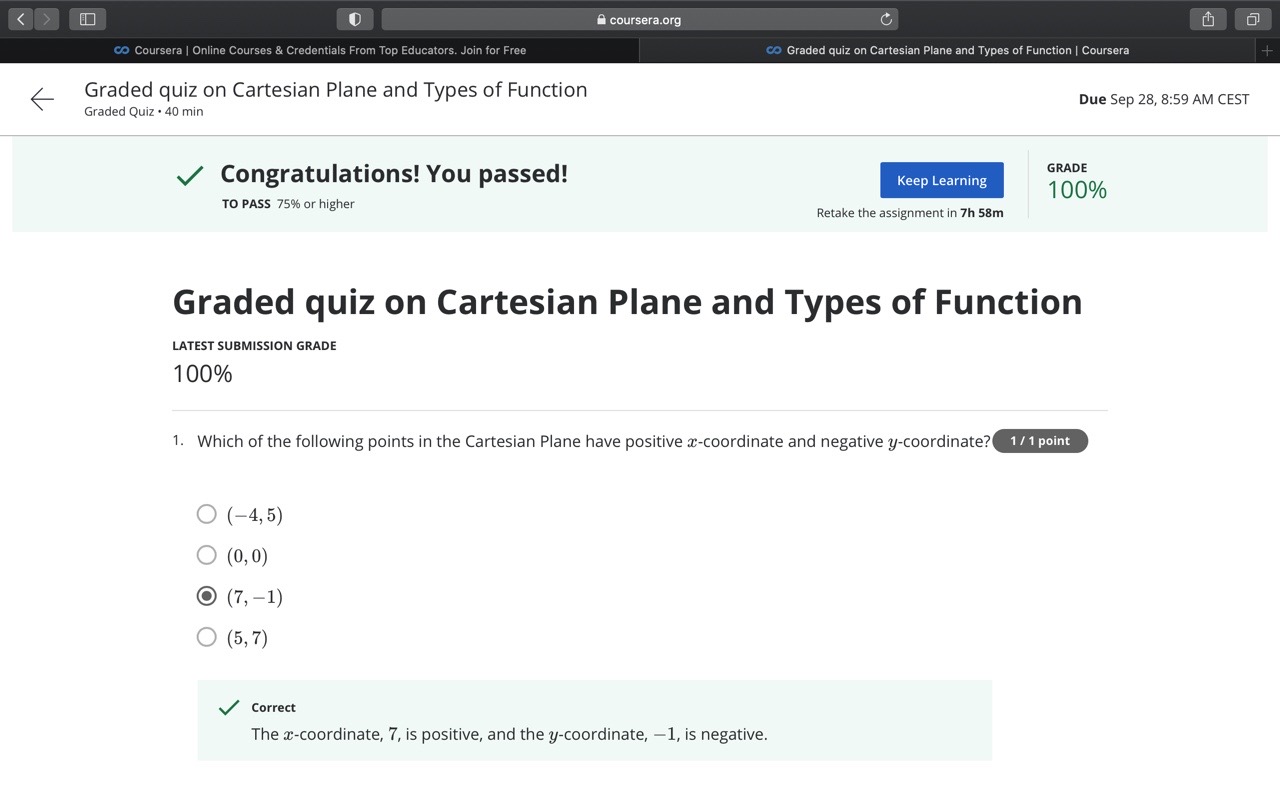 coursera.org
Coursera | Online Courses & Credentials From Top Educators. Join for Free
Graded quiz on Cartesian Plane and Types of Function | Coursera
Graded quiz on Cartesian Plane and Types of Function
Graded Quiz • 40 min
Due Sep 28, 8:59 AM CEST
Congratulations! You passed!
TO PASS 75% or higher
Keep Learning
Retake the assignment in 7h 58m
GRADE
100%
Graded quiz on Cartesian Plane and Types of Function
LATEST SUBMISSION GRADE
100%
1. Which of the following points in the Cartesian Plane have positive x-coordinate and negative y-coordinate? 1 / 1 point
(−4, 5)
(0, 0)
(7, −1)
(5, 7)
Correct
The x-coordinate, 7, is positive, and the y-coordinate, −1, is negative.